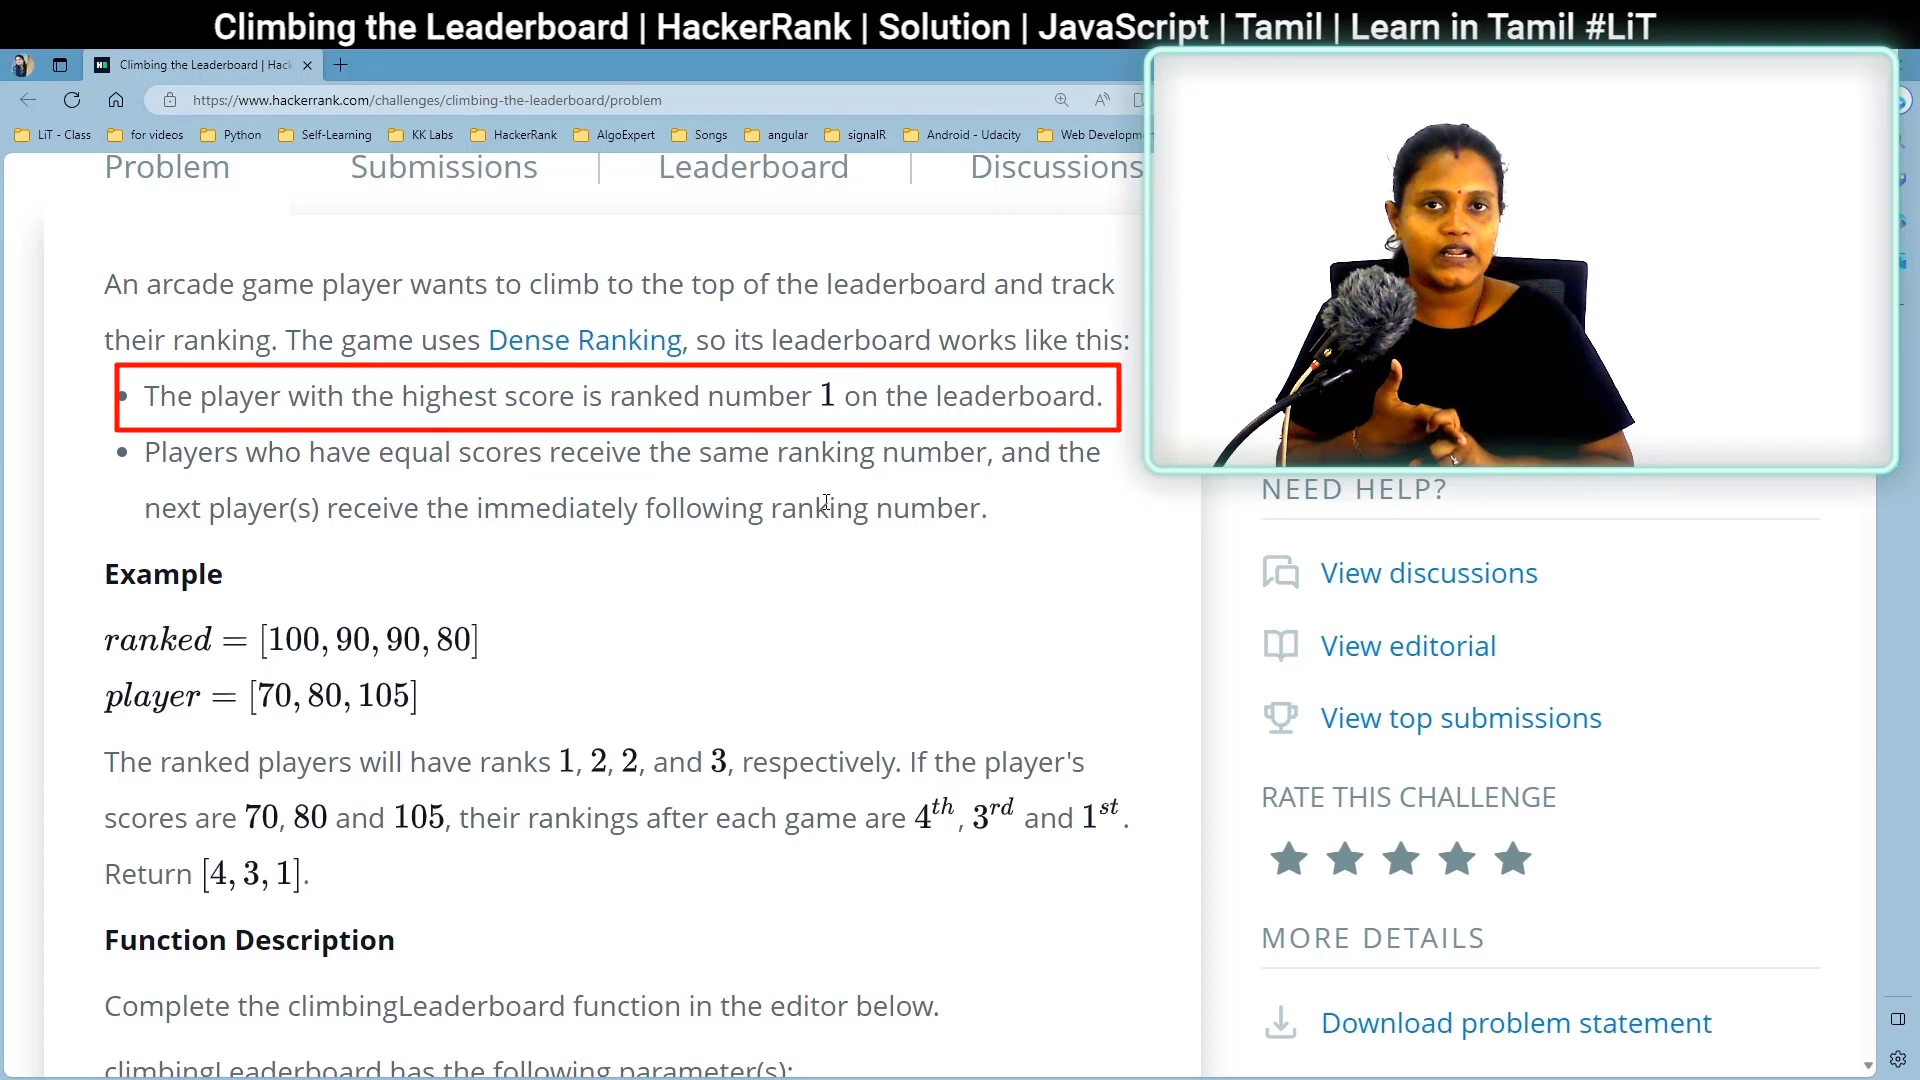 Climbing the Leaderboard | HackerRank | Solution | JavaScript | Tamil | Learn in Tamil #LiT
Climbing the Leaderboard | Hack
https://www.hackerrank.com/challenges/climbing-the-leaderboard/problem
LiT - Class for videos Python Self-Learning KK Labs HackerRank AlgoExpert Songs angular signalR Android - Udacity Web Developm
Problem Submissions Leaderboard Discussions
An arcade game player wants to climb to the top of the leaderboard and track
their ranking. The game uses Dense Ranking, so its leaderboard works like this:
• The player with the highest score is ranked number 1 on the leaderboard.
• Players who have equal scores receive the same ranking number, and the
next player(s) receive the immediately following ranking number.
Example
ranked = [100, 90, 90, 80]
player = [70, 80, 105]
The ranked players will have ranks 1, 2, 2, and 3, respectively. If the player's
scores are 70, 80 and 105, their rankings after each game are 4th, 3rd and 1st.
Return [4, 3, 1].
Function Description
Complete the climbingLeaderboard function in the editor below.
climbingLeaderboard has the following parameter(s):
NEED HELP?
View discussions
View editorial
View top submissions
RATE THIS CHALLENGE
MORE DETAILS
Download problem statement